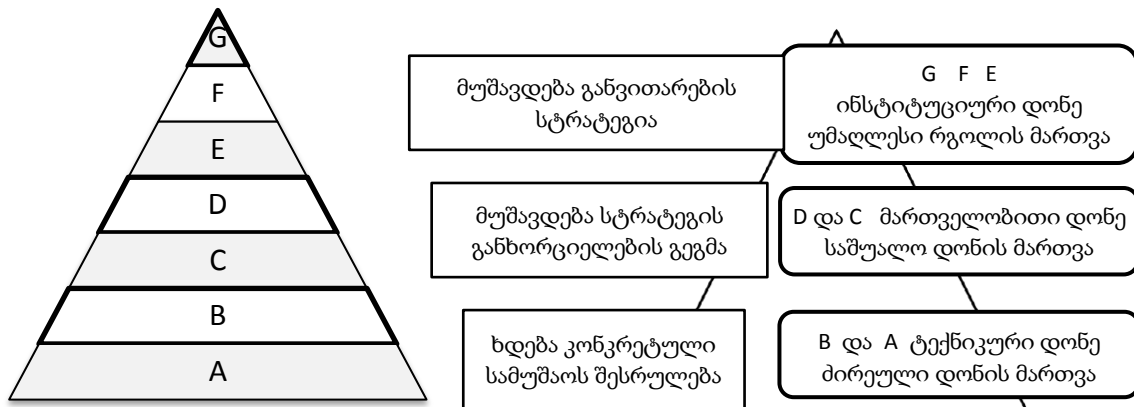 G
F
E
D
C
B
A
მუშავდება განვითარების
სტრატეგია
G F E
ინსტიტუციური დონე
უმაღლესი რგოლის მართვა
მუშავდება სტრატეგის
განხორციელების გეგმა
D და C მართველობითი დონე
საშუალო დონის მართვა
ხდება კონკრეტული
სამუშაოს შესრულება
B და A ტექნიკური დონე
ძირეული დონის მართვა